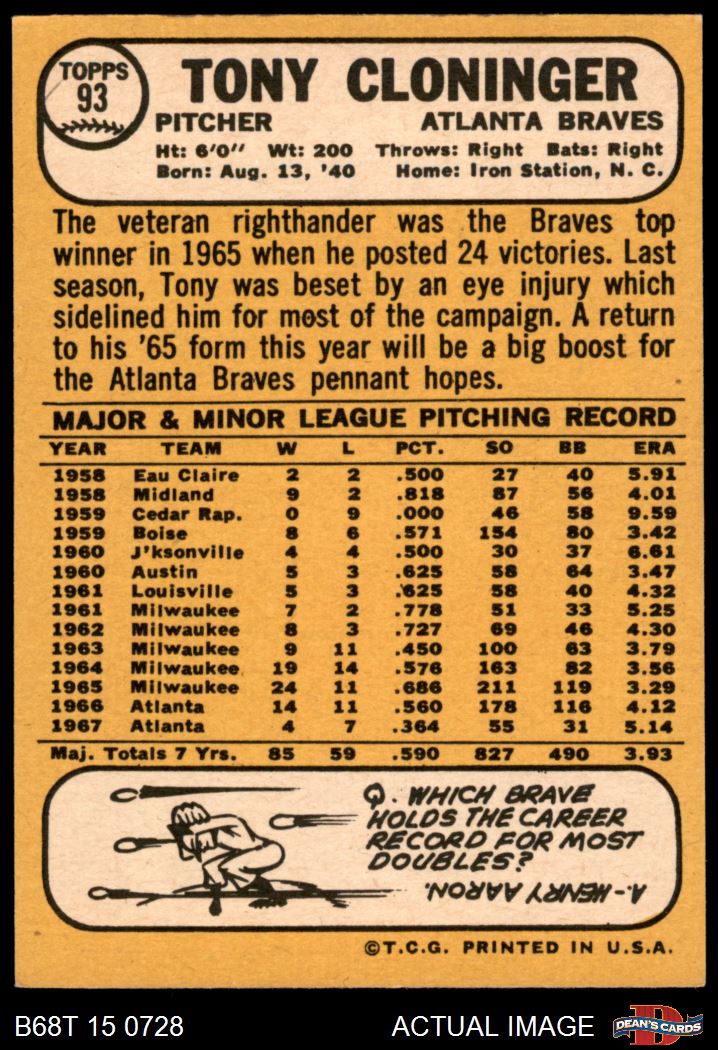 TOPPS
93
TONY CLONINGER
PITCHER ATLANTA BRAVES
Ht: 6'0" Wt: 200 Throws: Right Bats: Right
Born: Aug. 13, '40 Home: Iron Station, N. C.
The veteran righthander was the Braves top
winner in 1965 when he posted 24 victories. Last
season, Tony was beset by an eye injury which
sidelined him for most of the campaign. A return
to his '65 form this year will be a big boost for
the Atlanta Braves pennant hopes.
MAJOR & MINOR LEAGUE PITCHING RECORD
YEAR TEAM W L PCT. SO BB ERA
1958 Eau Claire 2 2 .500 27 40 5.91
1958 Midland 9 2 .818 87 56 4.01
1959 Cedar Rap. 0 9 .000 46 58 9.59
1959 Boise 8 6 .571 154 80 3.42
1960 J'ksonville 4 4 .500 30 37 6.61
1960 Austin 5 3 .625 58 64 3.47
1961 Louisville 5 3 .625 58 40 4.32
1961 Milwaukee 7 2 .778 51 33 5.25
1962 Milwaukee 8 3 .727 69 46 4.30
1963 Milwaukee 9 11 .450 100 63 3.79
1964 Milwaukee 19 14 .576 163 82 3.56
1965 Milwaukee 24 11 .686 211 119 3.29
1966 Atlanta 14 11 .560 178 116 4.12
1967 Atlanta 4 7 .364 55 31 5.14
Maj. Totals 7 Yrs. 85 59 .590 827 490 3.93
Q. WHICH BRAVE
HOLDS THE CAREER
RECORD FOR MOST
DOUBLES?
A.-HENRY AARON.
©T.C.G. PRINTED IN U.S.A.
B68T 15 0728 ACTUAL IMAGE DEAN'S CARDS